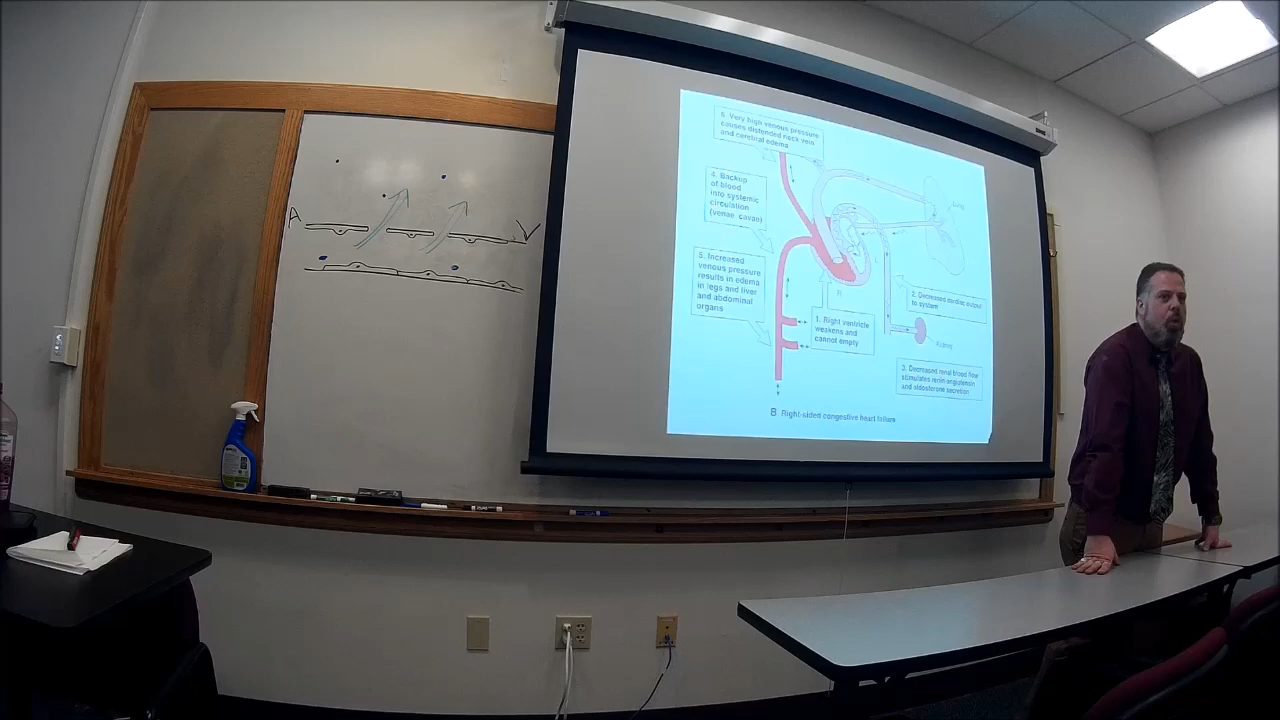 A
V
6. Very high venous pressure
causes distended neck vein
and cerebral edema
4. Backup
of blood
into systemic
circulation
(venae cavae)
5. Increased
venous pressure
results in edema
in legs and liver
and abdominal
organs
1. Right ventricle
weakens and
cannot empty
2. Decreased cardiac output
to system
Kidney
3. Decreased renal blood flow
stimulates renin-angiotensin
and aldosterone secretion
B Right-sided congestive heart failure